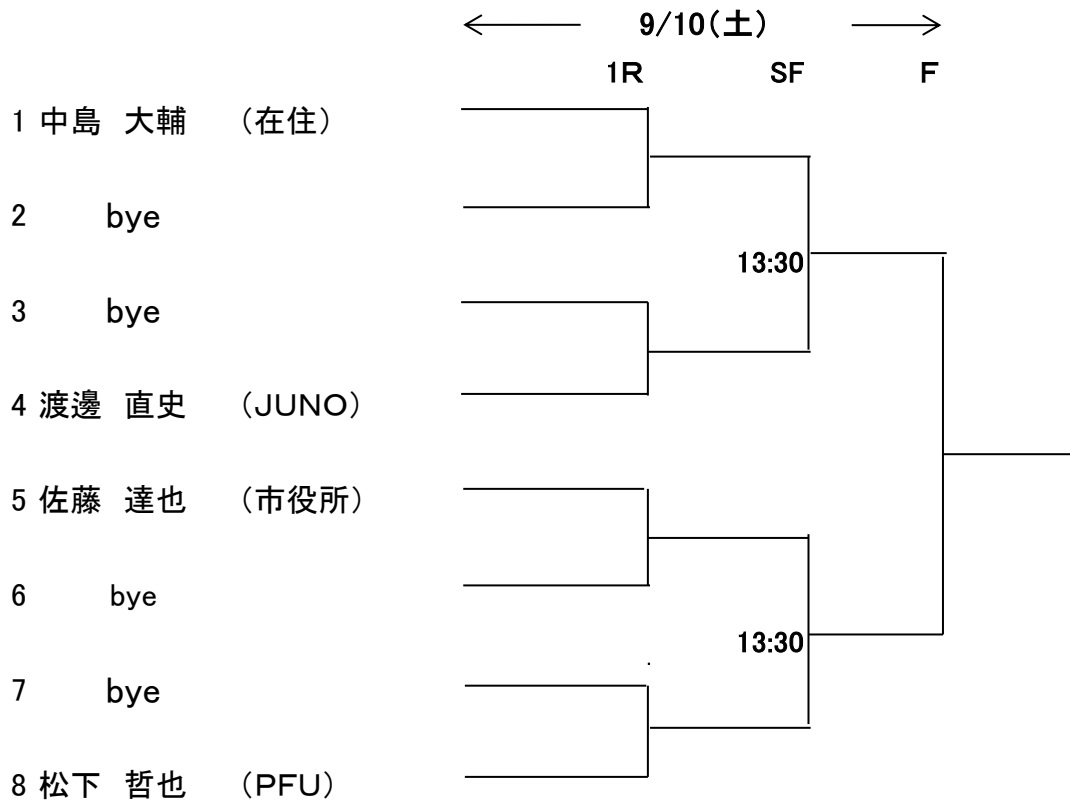 9/10(土)
1R SF F
1 中島 大輔 (在住)
2 bye
13:30
3 bye
4 渡邊 直史 (JUNO)
5 佐藤 達也 (市役所)
6 bye
13:30
7 bye
8 松下 哲也 (PFU)